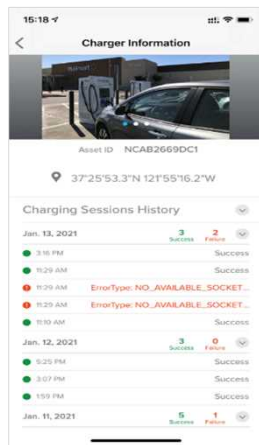 15:18
Charger Information
Walmart
Asset ID NCAB2669DC1
37°25'53.3"N 121°55'16.2"W
Charging Sessions History
Jan. 13, 2021 3 Success 2 Failure
3:16 PM Success
11:29 AM Success
11:29 AM ErrorType: NO_AVAILABLE_SOCKET...
11:29 AM ErrorType: NO_AVAILABLE_SOCKET...
11:10 AM Success
Jan. 12, 2021 3 Success 0 Failure
5:25 PM Success
3:07 PM Success
1:59 PM Success
Jan. 11, 2021 5 Success 1 Failure